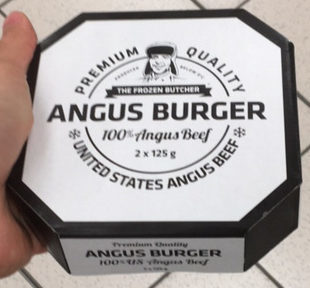 PREMIUM QUALITY
THE FROZEN BUTCHER
ANGUS BURGER
100% Angus Beef
2 x 125 g
UNITED STATES ANGUS BEEF
Premium Quality
ANGUS BURGER
100% US Angus Beef